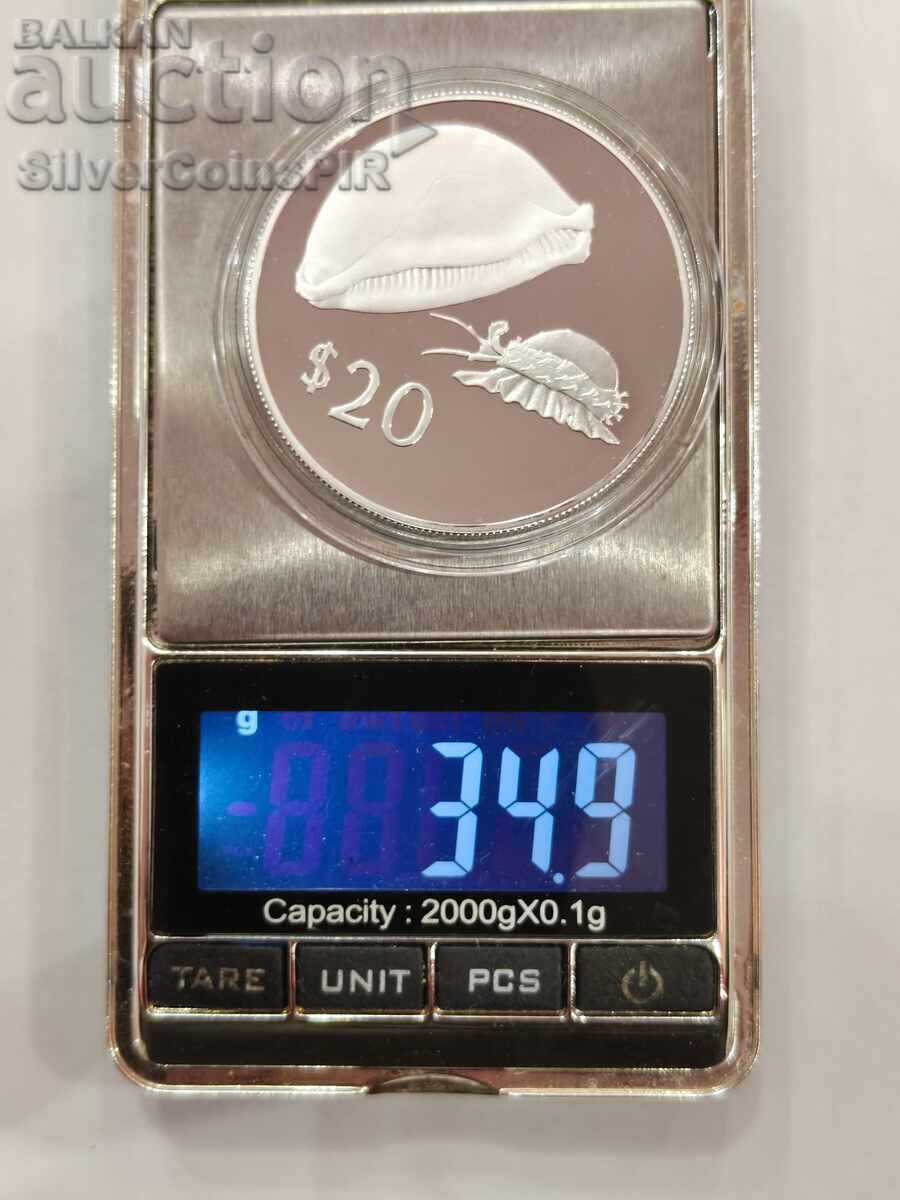 BALKAN
auction
SilverCoinsPIR
$20
g
34.9
Capacity : 2000gX0.1g
TARE UNIT PCS